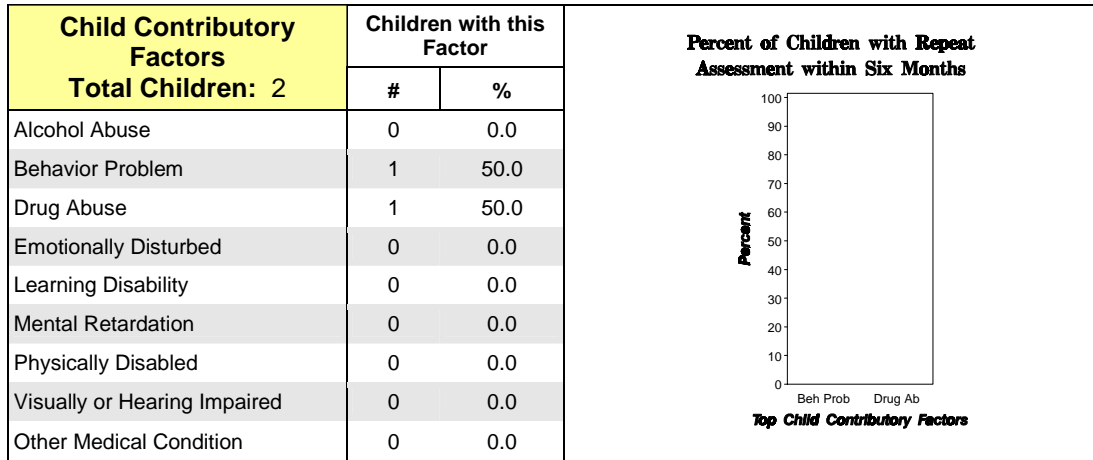 Child Contributory
Factors
Total Children: 2
Children with this
Factor
# %
Alcohol Abuse 0 0.0
Behavior Problem 1 50.0
Drug Abuse 1 50.0
Emotionally Disturbed 0 0.0
Learning Disability 0 0.0
Mental Retardation 0 0.0
Physically Disabled 0 0.0
Visually or Hearing Impaired 0 0.0
Other Medical Condition 0 0.0
Percent of Children with Repeat
Assessment within Six Months
Percent
100
90
80
70
60
50
40
30
20
10
0
Beh Prob Drug Ab
Top Child Contributory Factors